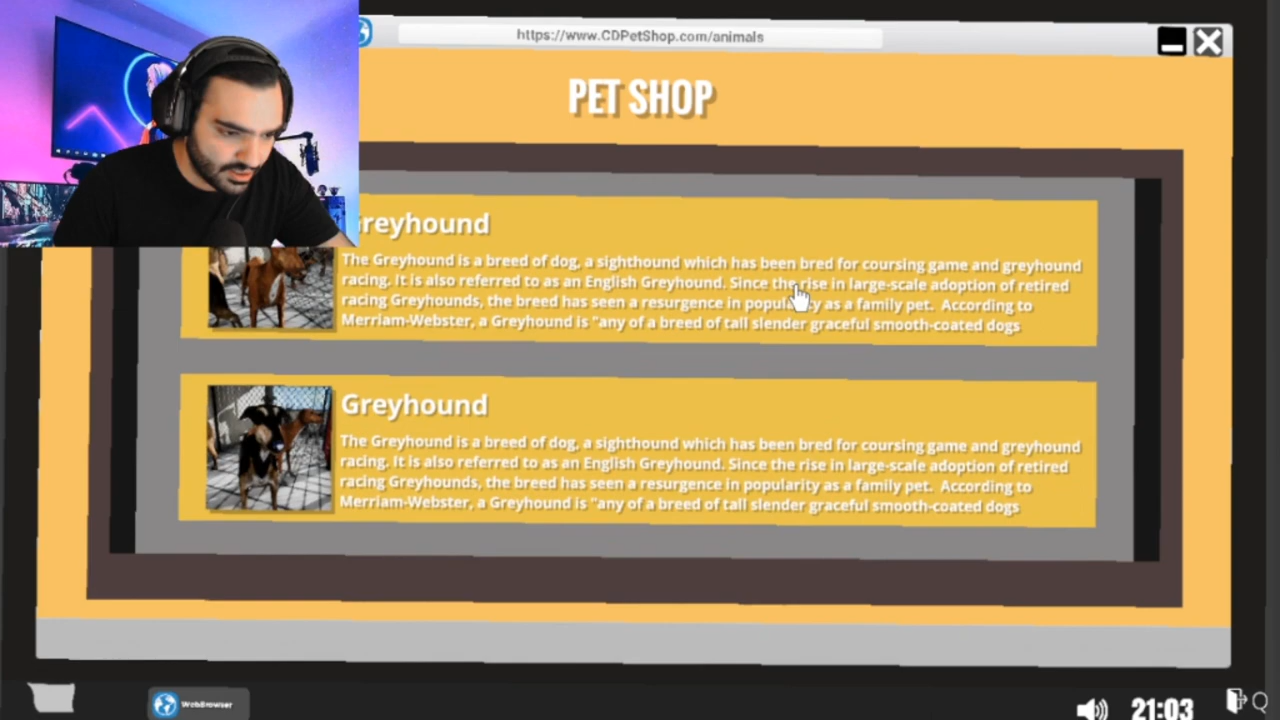 https://www.CDPetShop.com/animals
PET SHOP
Greyhound
The Greyhound is a breed of dog, a sighthound which has been bred for coursing game and greyhound
racing. It is also referred to as an English Greyhound. Since the rise in large-scale adoption of retired
racing Greyhounds, the breed has seen a resurgence in popularity as a family pet. According to
Merriam-Webster, a Greyhound is "any of a breed of tall slender graceful smooth-coated dogs
Greyhound
The Greyhound is a breed of dog, a sighthound which has been bred for coursing game and greyhound
racing. It is also referred to as an English Greyhound. Since the rise in large-scale adoption of retired
racing Greyhounds, the breed has seen a resurgence in popularity as a family pet. According to
Merriam-Webster, a Greyhound is "any of a breed of tall slender graceful smooth-coated dogs
WebBrowser
21:03
Q